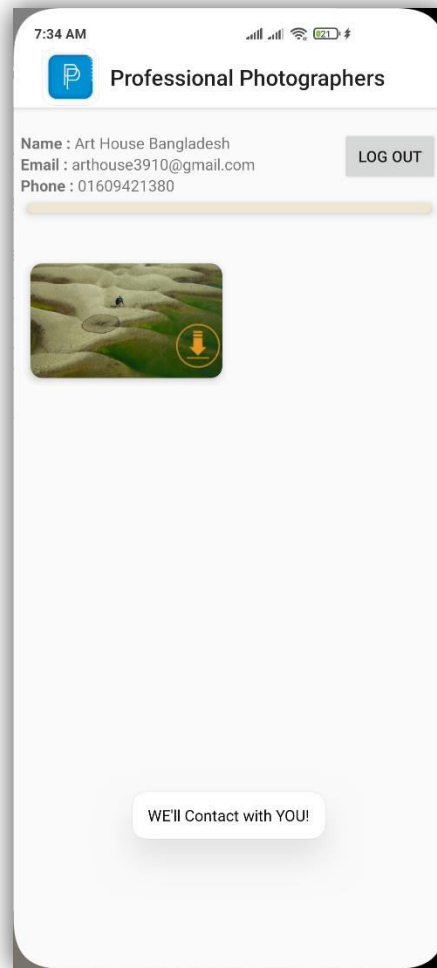 7:34 AM
21
Professional Photographers
Name : Art House Bangladesh
Email : arthouse3910@gmail.com
Phone : 01609421380
LOG OUT
WE'll Contact with YOU!